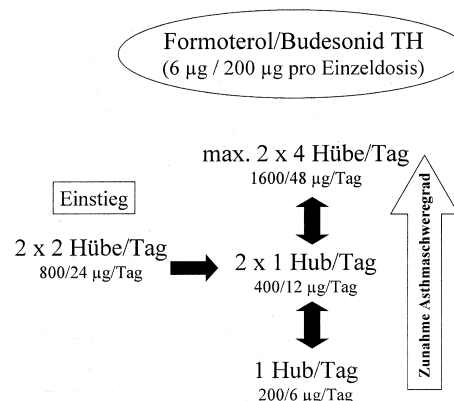 Formoterol/Budesonid TH
(6 µg / 200 µg pro Einzeldosis)
max. 2 x 4 Hübe/Tag
1600/48 µg/Tag
Einstieg
2 x 2 Hübe/Tag
800/24 µg/Tag
2 x 1 Hub/Tag
400/12 µg/Tag
1 Hub/Tag
200/6 µg/Tag
Zunahme Asthmaschweregrad